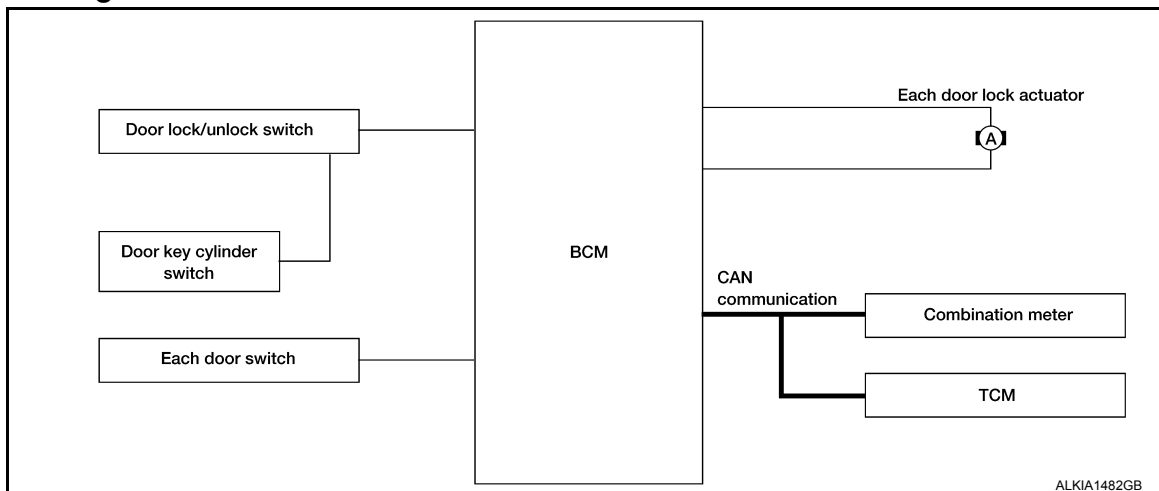 Door lock/unlock switch
Door key cylinder
switch
Each door switch
BCM
Each door lock actuator
A
CAN
communication
Combination meter
TCM
ALKIA1482GB